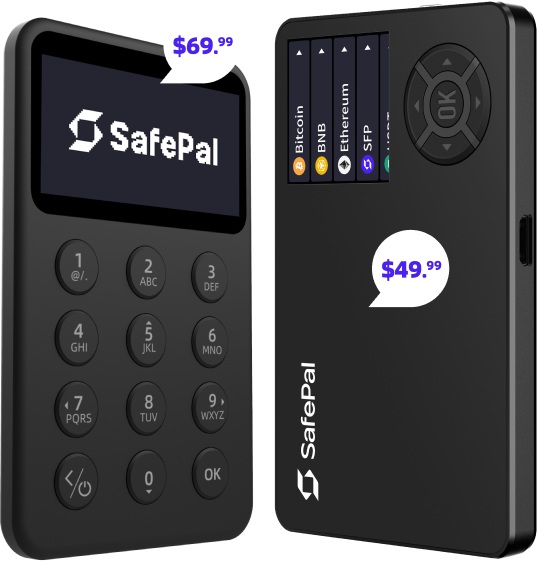 $69.99
SafePal
1
@/.
2
ABC
3
DEF
4
GHI
5
JKL
6
MNO
7
PQRS
8
TUV
9
WXYZ
0
OK
Bitcoin
BNB
Ethereum
SFP
OK
$49.99
SafePal